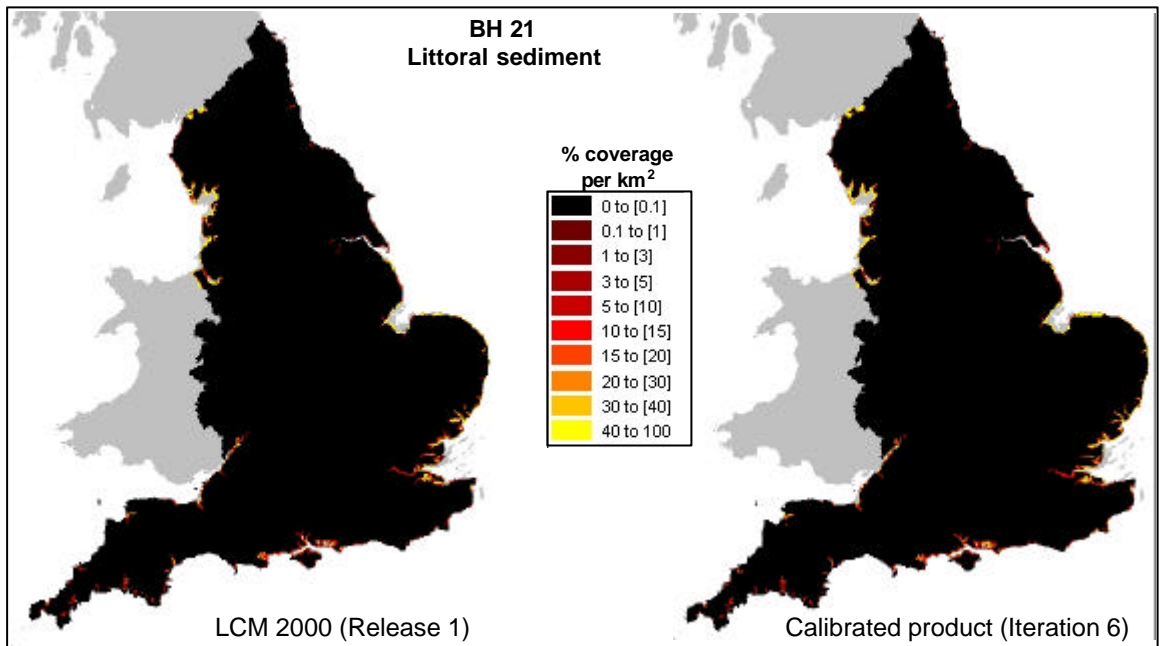 BH 21
Littoral sediment
% coverage
per km²
0 to [0.1]
0.1 to [1]
1 to [3]
3 to [5]
5 to [10]
10 to [15]
15 to [20]
20 to [30]
30 to [40]
40 to 100
LCM 2000 (Release 1)
Calibrated product (Iteration 6)